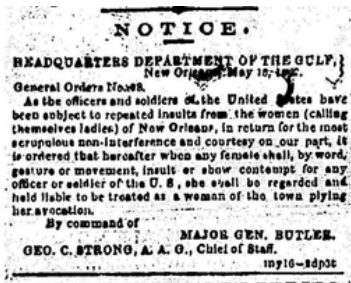 NOTICE.
HEADQUARTERS DEPARTMENT OF THE GULF,
New Orleans, May 15,
General Orders No. 28.
As the officers and soldiers of the United States have
been subject to repeated insults from the women (calling
themselves ladies) of New Orleans, in return for the most
scrupulous non-interference and courtesy on our part, it
is ordered that hereafter when any female shall, by word,
gesture or movement, insult or show contempt for any
officer or soldier of the U. S, she shall be regarded and
held liable to be treated as a woman of the town plying
her avocation.
By command of
MAJOR GEN. BUTLER.
GEO. C. STRONG, A. A. G., Chief of Staff.
my16-3dp3t